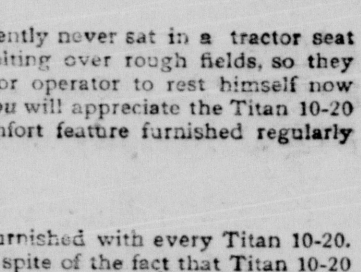 ently never sat in a tractor seat
iting over rough fields, so they
or operator to rest himself now
ou will appreciate the Titan 10-20
nfort feature furnished regularly
urnished with every Titan 10-20.
spite of the fact that Titan 10-20